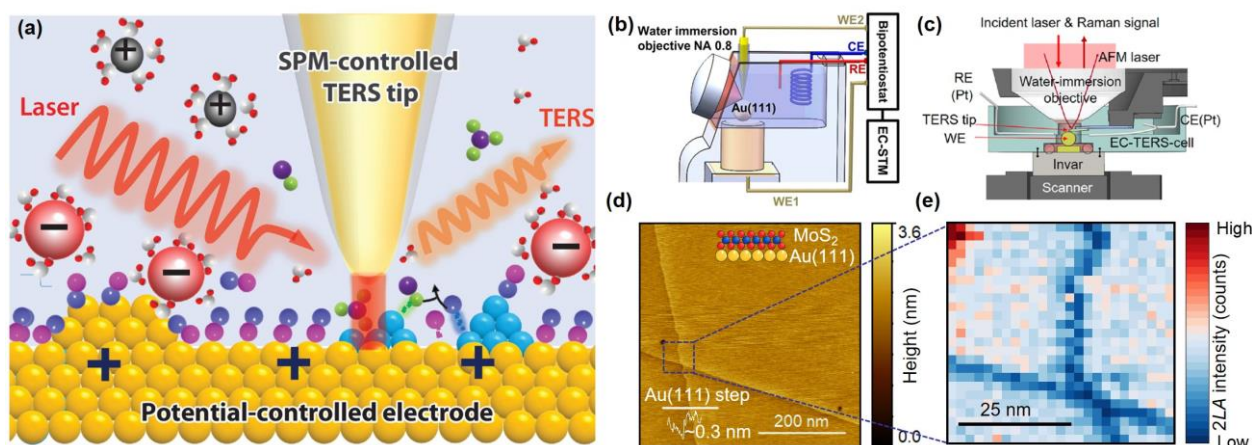 (a)
SPM-controlled
TERS tip
Laser
TERS
+
+
−
−
−
+
+
+
Potential-controlled electrode
(b)
Water immersion
objective NA 0.8
WE2
CE
RE
Au(111)
Bipotentiostat
EC-STM
WE1
(c)
Incident laser & Raman signal
AFM laser
Water-immersion
objective
RE
(Pt)
TERS tip
WE
CE(Pt)
EC-TERS-cell
Invar
Scanner
(d)
MoS2
Au(111)
Au(111) step
~0.3 nm
200 nm
3.6
Height (nm)
0.0
(e)
25 nm
High
2LA intensity (counts)
Low